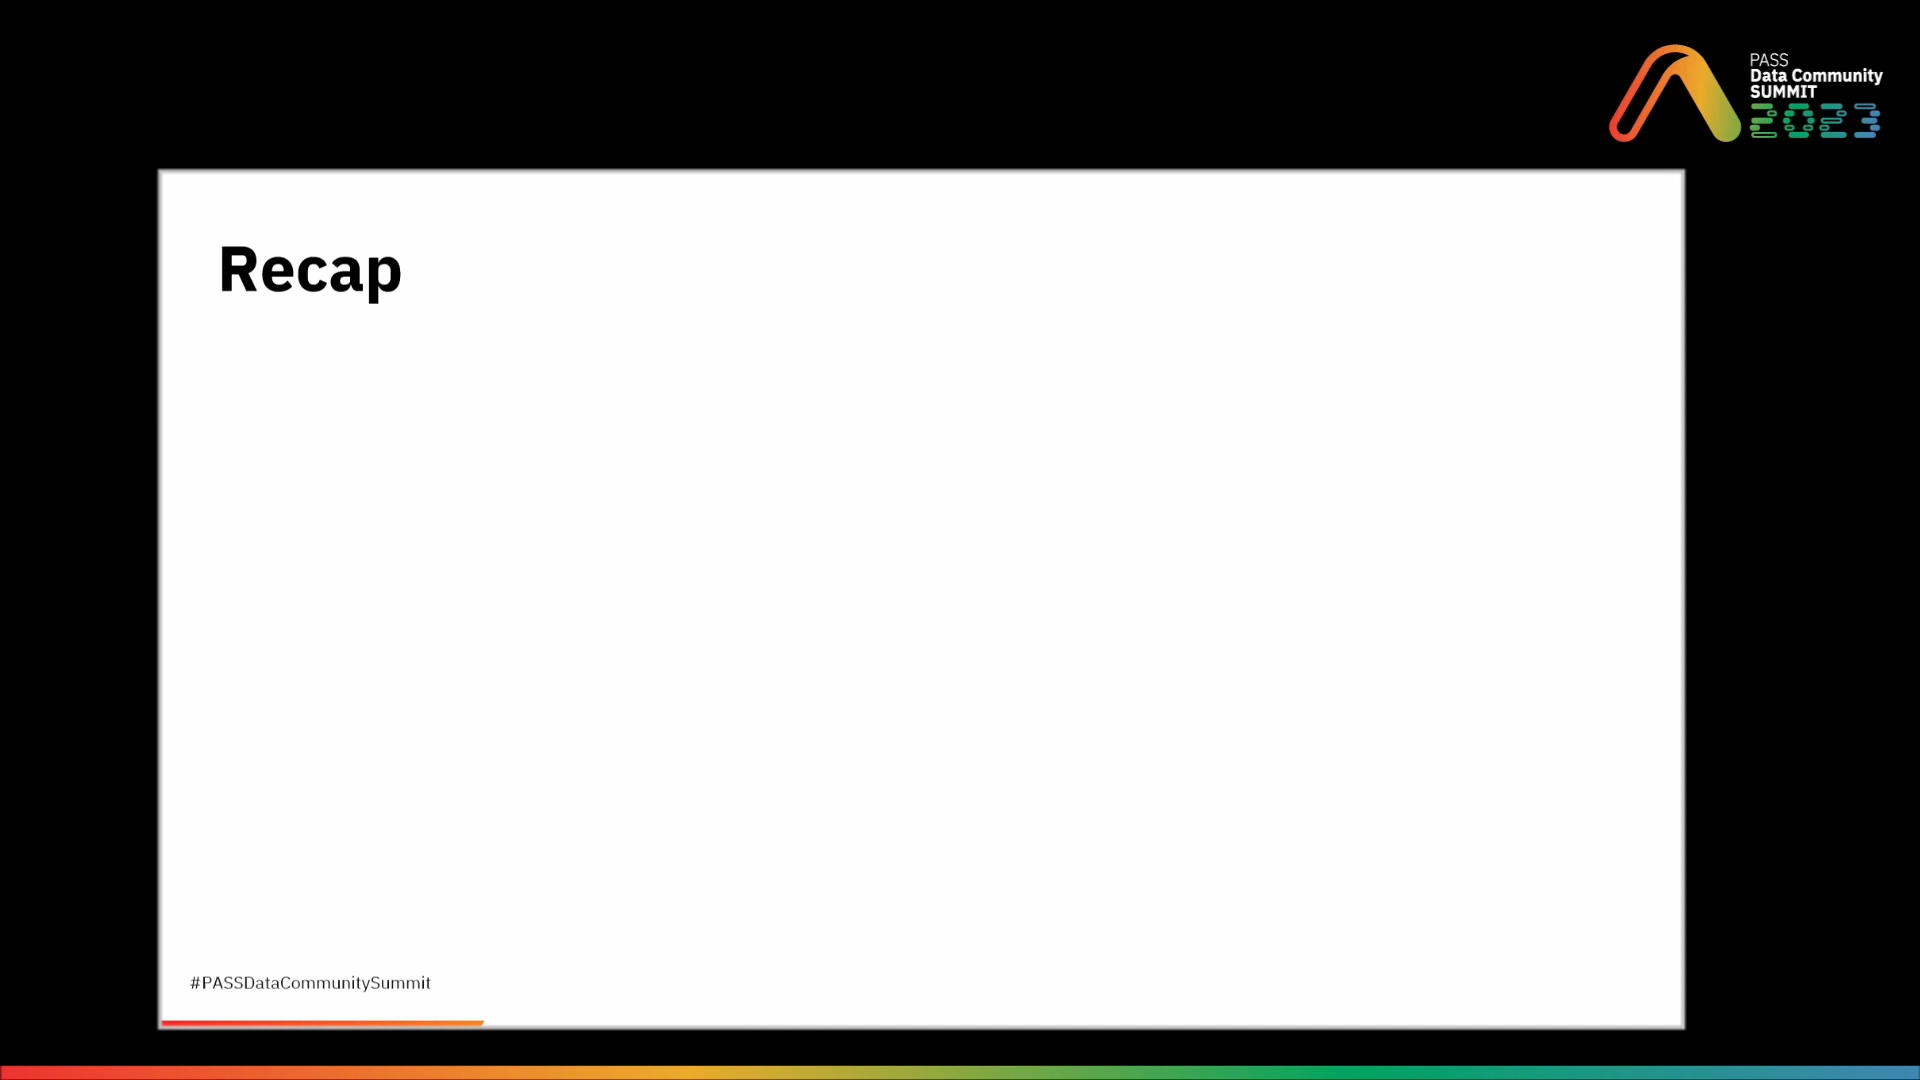 PASS
Data Community
SUMMIT
2023
Recap
#PASSDataCommunitySummit